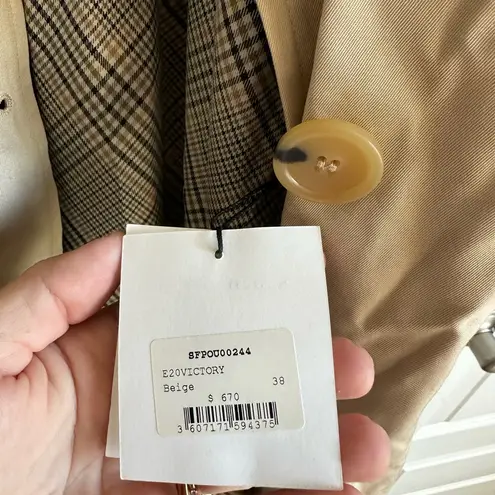 SFPOU00244
E20VICTORY
Beige 38
$ 670
3 607171 594375